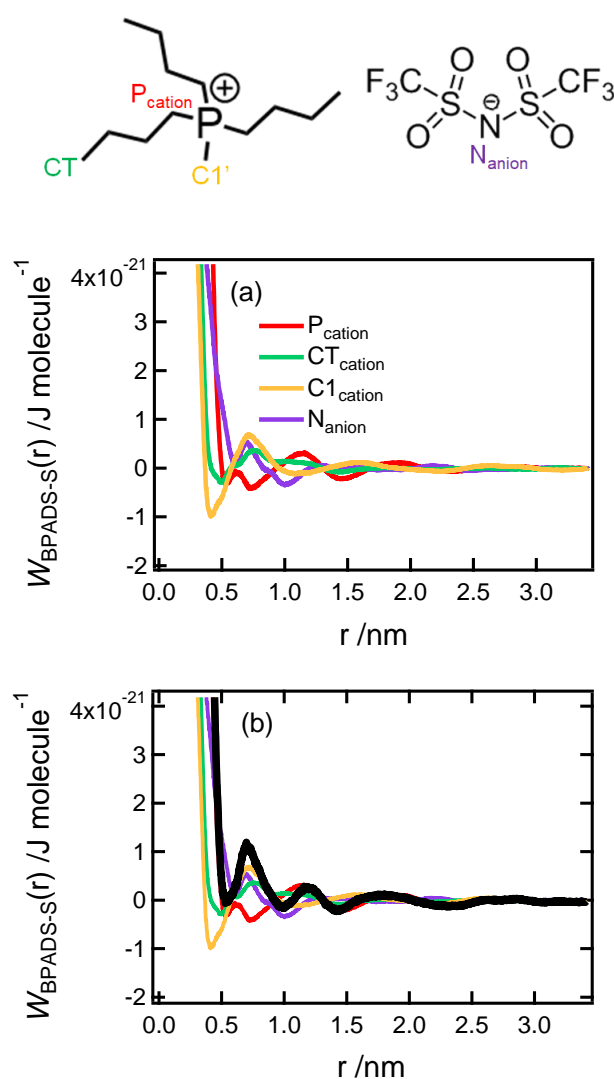 P_cation
⊕
P
CT
C1'
O O
F3C CF3
S ⊖ S
O N O
N_anion
4x10^-21
3
2
1
0
-1
-2
W_BPADS-S(r) /J molecule^-1
(a)
P_cation
CT_cation
C1_cation
N_anion
0.0 0.5 1.0 1.5 2.0 2.5 3.0
r /nm
4x10^-21
3
2
1
0
-1
-2
W_BPADS-S(r) /J molecule^-1
(b)
0.0 0.5 1.0 1.5 2.0 2.5 3.0
r /nm